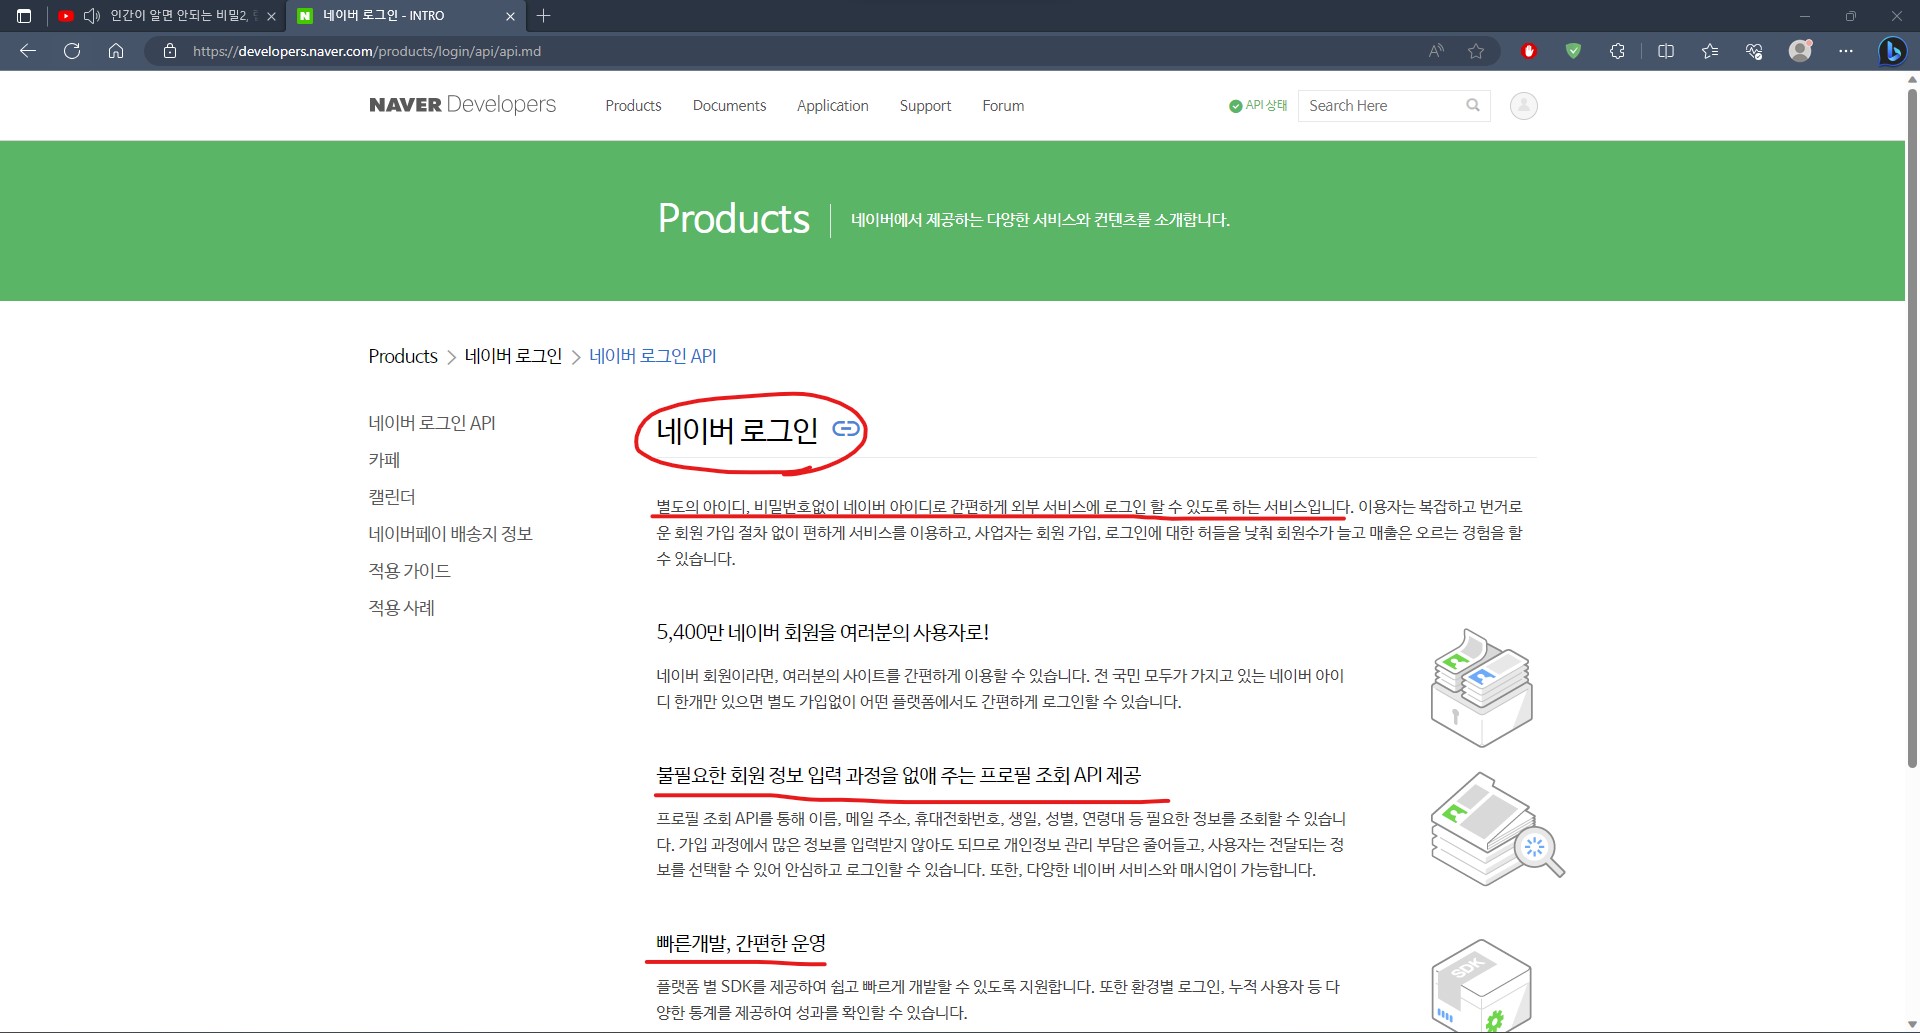 인간이 알면 안되는 비밀2,
네이버 로그인 - INTRO
https://developers.naver.com/products/login/api/api.md
NAVER Developers
Products
Documents
Application
Support
Forum
API 상태
Search Here
Products
네이버에서 제공하는 다양한 서비스와 컨텐츠를 소개합니다.
Products > 네이버 로그인 > 네이버 로그인 API
네이버 로그인 API
카페
캘린더
네이버페이 배송지 정보
적용 가이드
적용 사례
네이버 로그인
별도의 아이디, 비밀번호없이 네이버 아이디로 간편하게 외부 서비스에 로그인 할 수 있도록 하는 서비스입니다. 이용자는 복잡하고 번거로
운 회원 가입 절차 없이 편하게 서비스를 이용하고, 사업자는 회원 가입, 로그인에 대한 허들을 낮춰 회원수가 늘고 매출은 오르는 경험을 할
수 있습니다.
5,400만 네이버 회원을 여러분의 사용자로!
네이버 회원이라면, 여러분의 사이트를 간편하게 이용할 수 있습니다. 전 국민 모두가 가지고 있는 네이버 아이
디 한개만 있으면 별도 가입없이 어떤 플랫폼에서도 간편하게 로그인할 수 있습니다.
불필요한 회원 정보 입력 과정을 없애 주는 프로필 조회 API 제공
프로필 조회 API를 통해 이름, 메일 주소, 휴대전화번호, 생일, 성별, 연령대 등 필요한 정보를 조회할 수 있습니
다. 가입 과정에서 많은 정보를 입력받지 않아도 되므로 개인정보 관리 부담은 줄어들고, 사용자는 전달되는 정
보를 선택할 수 있어 안심하고 로그인할 수 있습니다. 또한, 다양한 네이버 서비스와 매시업이 가능합니다.
빠른개발, 간편한 운영
플랫폼 별 SDK를 제공하여 쉽고 빠르게 개발할 수 있도록 지원합니다. 또한 환경별 로그인, 누적 사용자 등 다
양한 통계를 제공하여 성과를 확인할 수 있습니다.
SDK